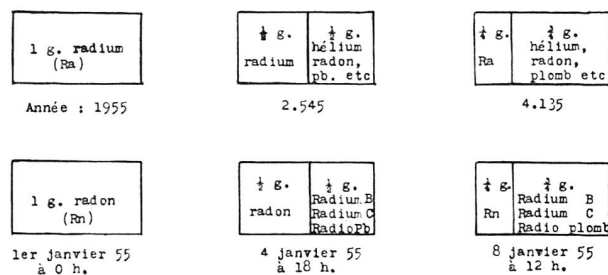 1 g. radium
(Ra)
½ g.
radium
½ g.
hélium
radon,
pb. etc
¼ g.
Ra
¾ g.
hélium,
radon,
plomb etc
Année : 1955
2.545
4.135
1 g. radon
(Rn)
½ g.
radon
½ g.
Radium B
Radium C
RadioPb
¼ g.
Rn
¾ g.
Radium B
Radium C
Radio plomb
1er janvier 55
à 0 h.
4 janvier 55
à 18 h.
8 janvier 55
à 12 h.